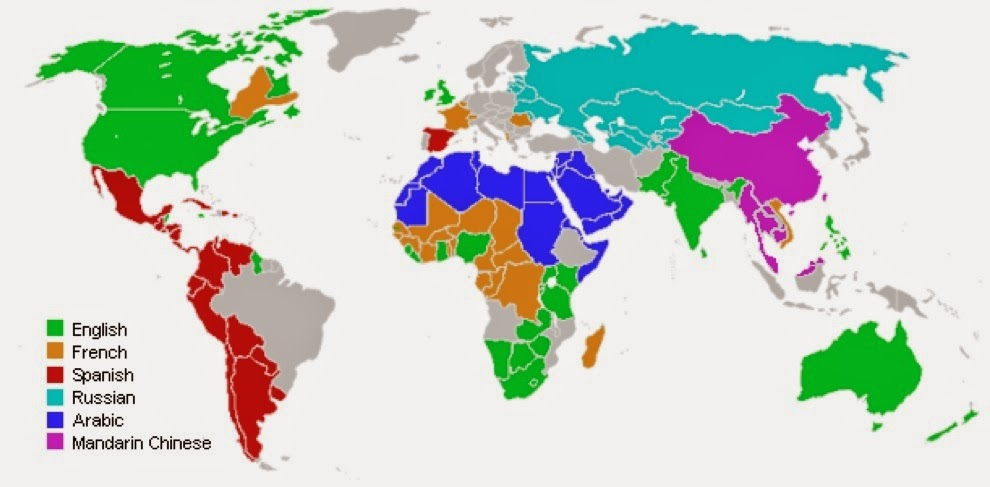 English
French
Spanish
Russian
Arabic
Mandarin Chinese